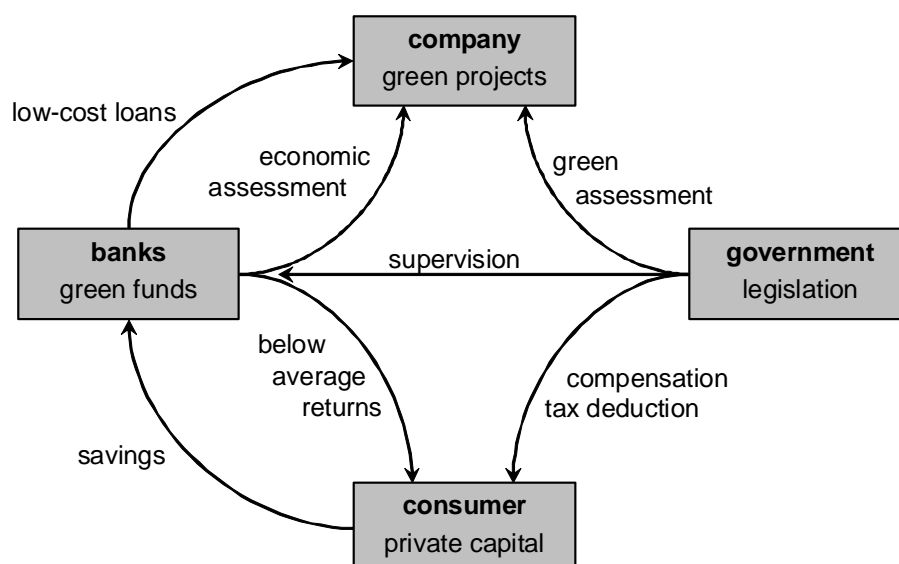 company
green projects
low-cost loans
economic
assessment
green
assessment
banks
green funds
supervision
government
legislation
below
average
returns
compensation
tax deduction
savings
consumer
private capital